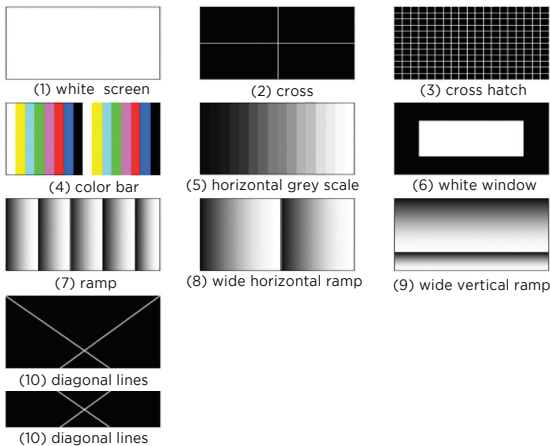 (1) white screen
(2) cross
(3) cross hatch
(4) color bar
(5) horizontal grey scale
(6) white window
(7) ramp
(8) wide horizontal ramp
(9) wide vertical ramp
(10) diagonal lines
(10) diagonal lines